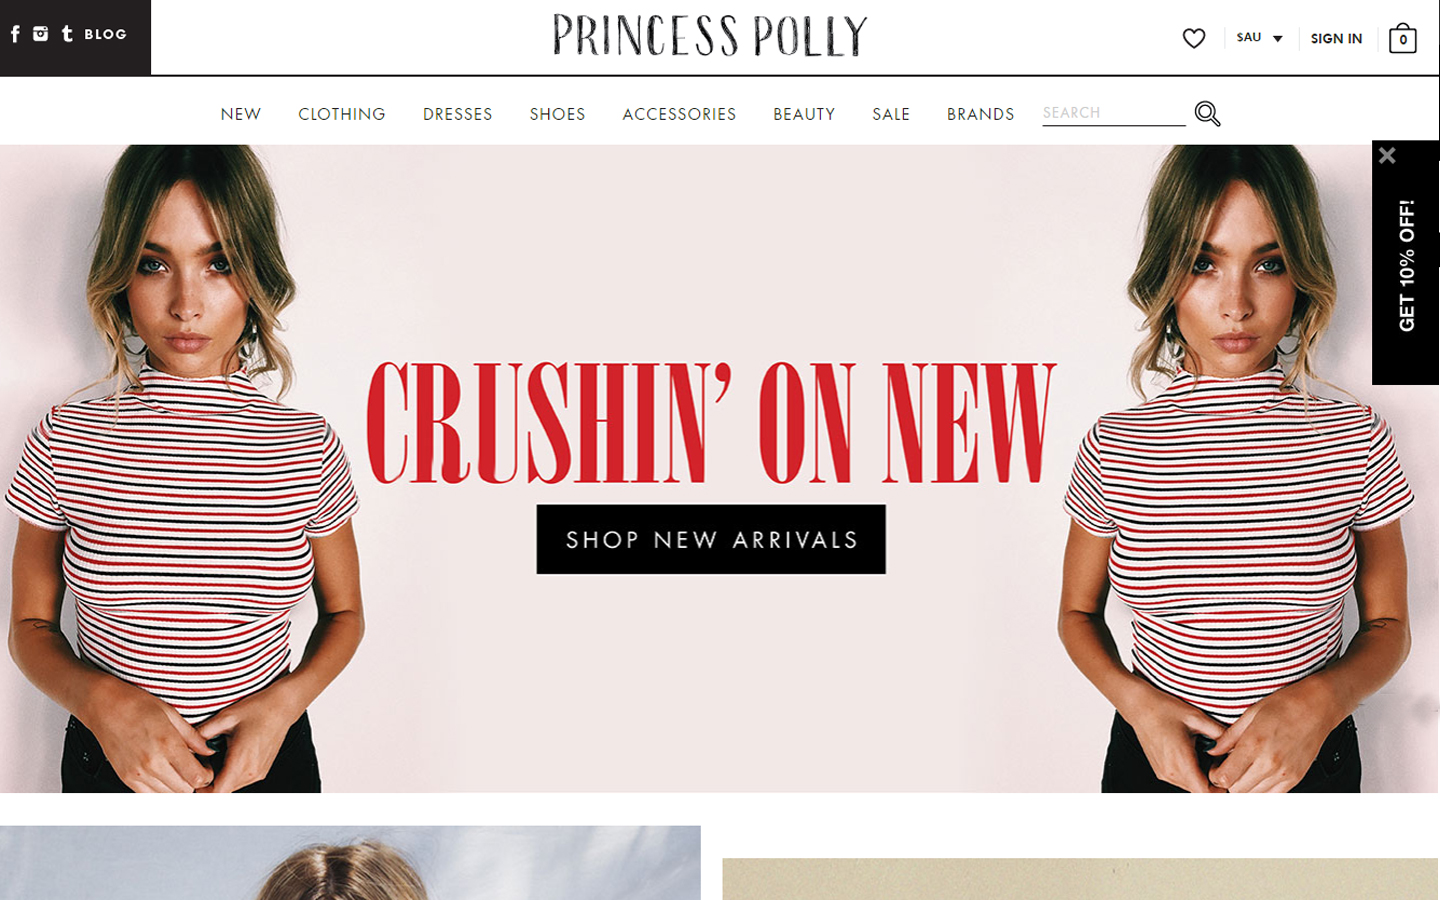 BLOG
PRINCESS POLLY
$AU
SIGN IN
0
NEW CLOTHING DRESSES SHOES ACCESSORIES BEAUTY SALE BRANDS SEARCH
GET 10% OFF!
CRUSHIN' ON NEW
SHOP NEW ARRIVALS